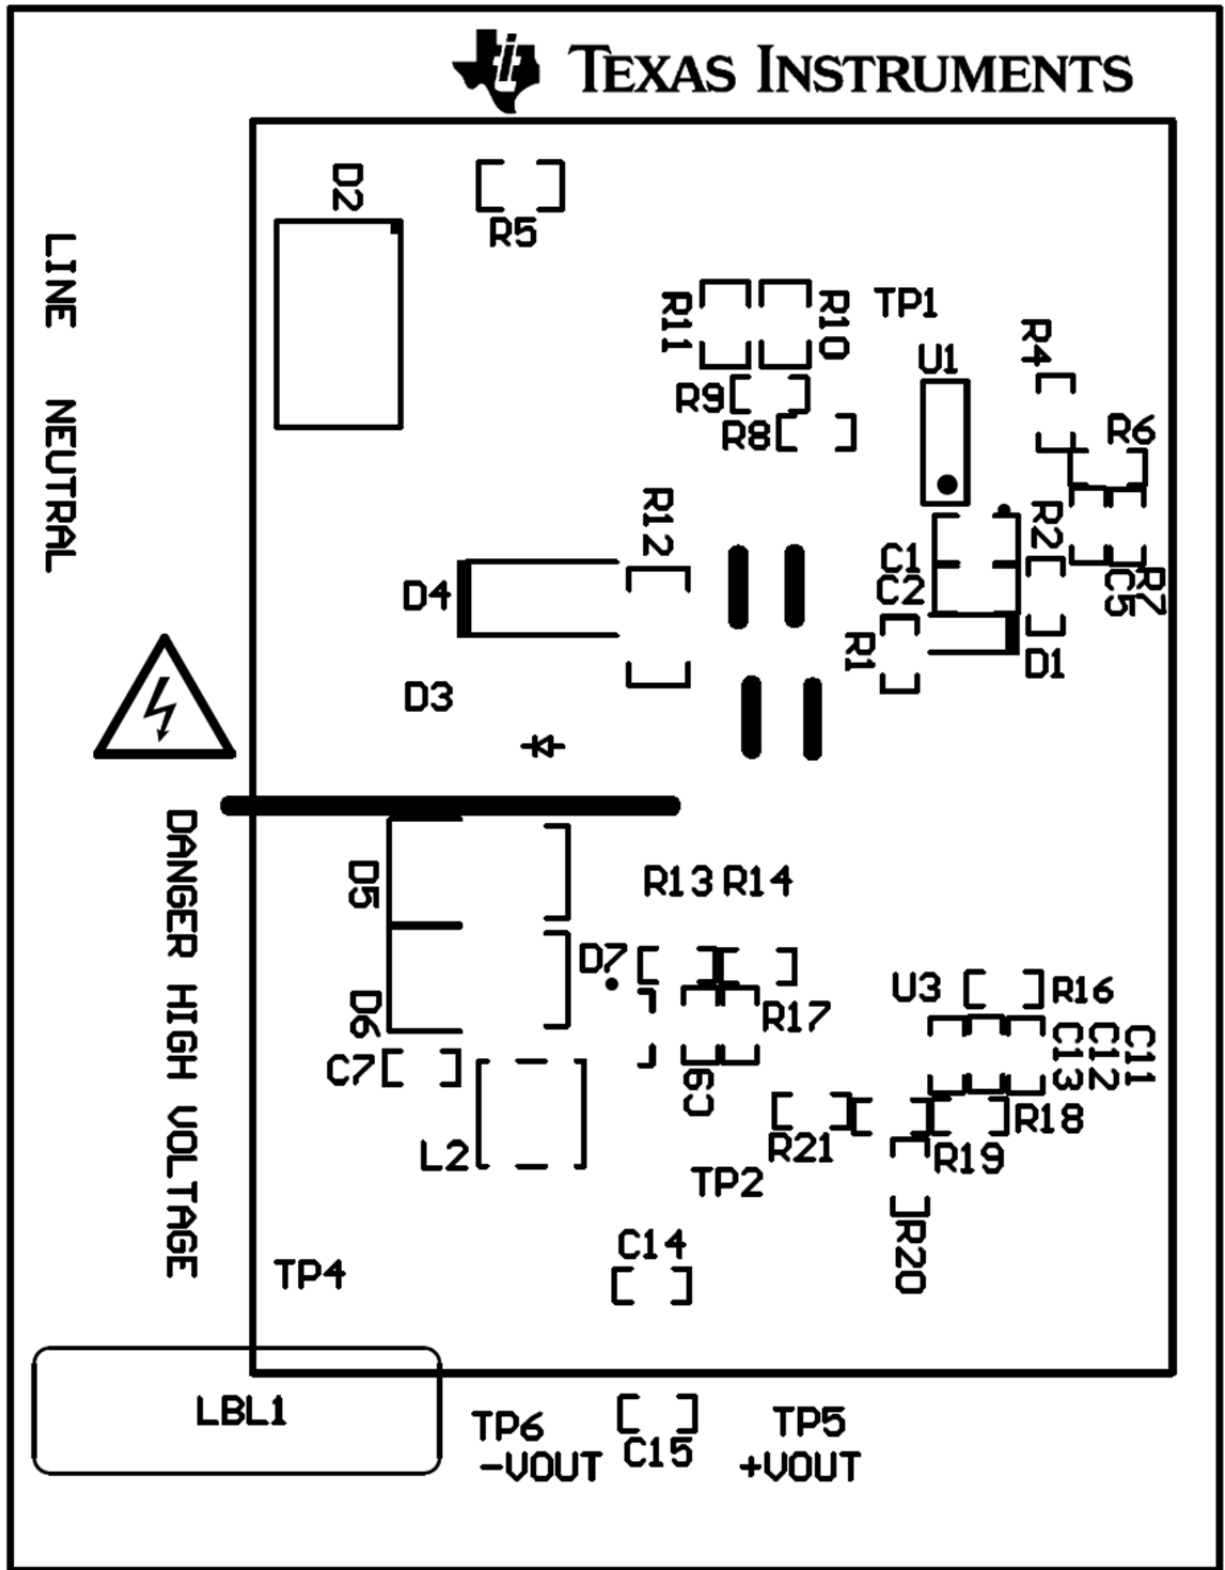 TEXAS INSTRUMENTS
D2
R5
LINE
NEUTRAL
R11
R10
TP1
R4
U1
R9
R8
R6
R12
R2
C1
C2
C5
R7
D4
R1
D1
D3
DANGER HIGH VOLTAGE
D5
R13 R14
D7
D6
U3
R16
R17
C13
C12
C11
C7
C9
R18
R21
R19
L2
TP2
R20
C14
TP4
LBL1
TP6
-VOUT
C15
TP5
+VOUT